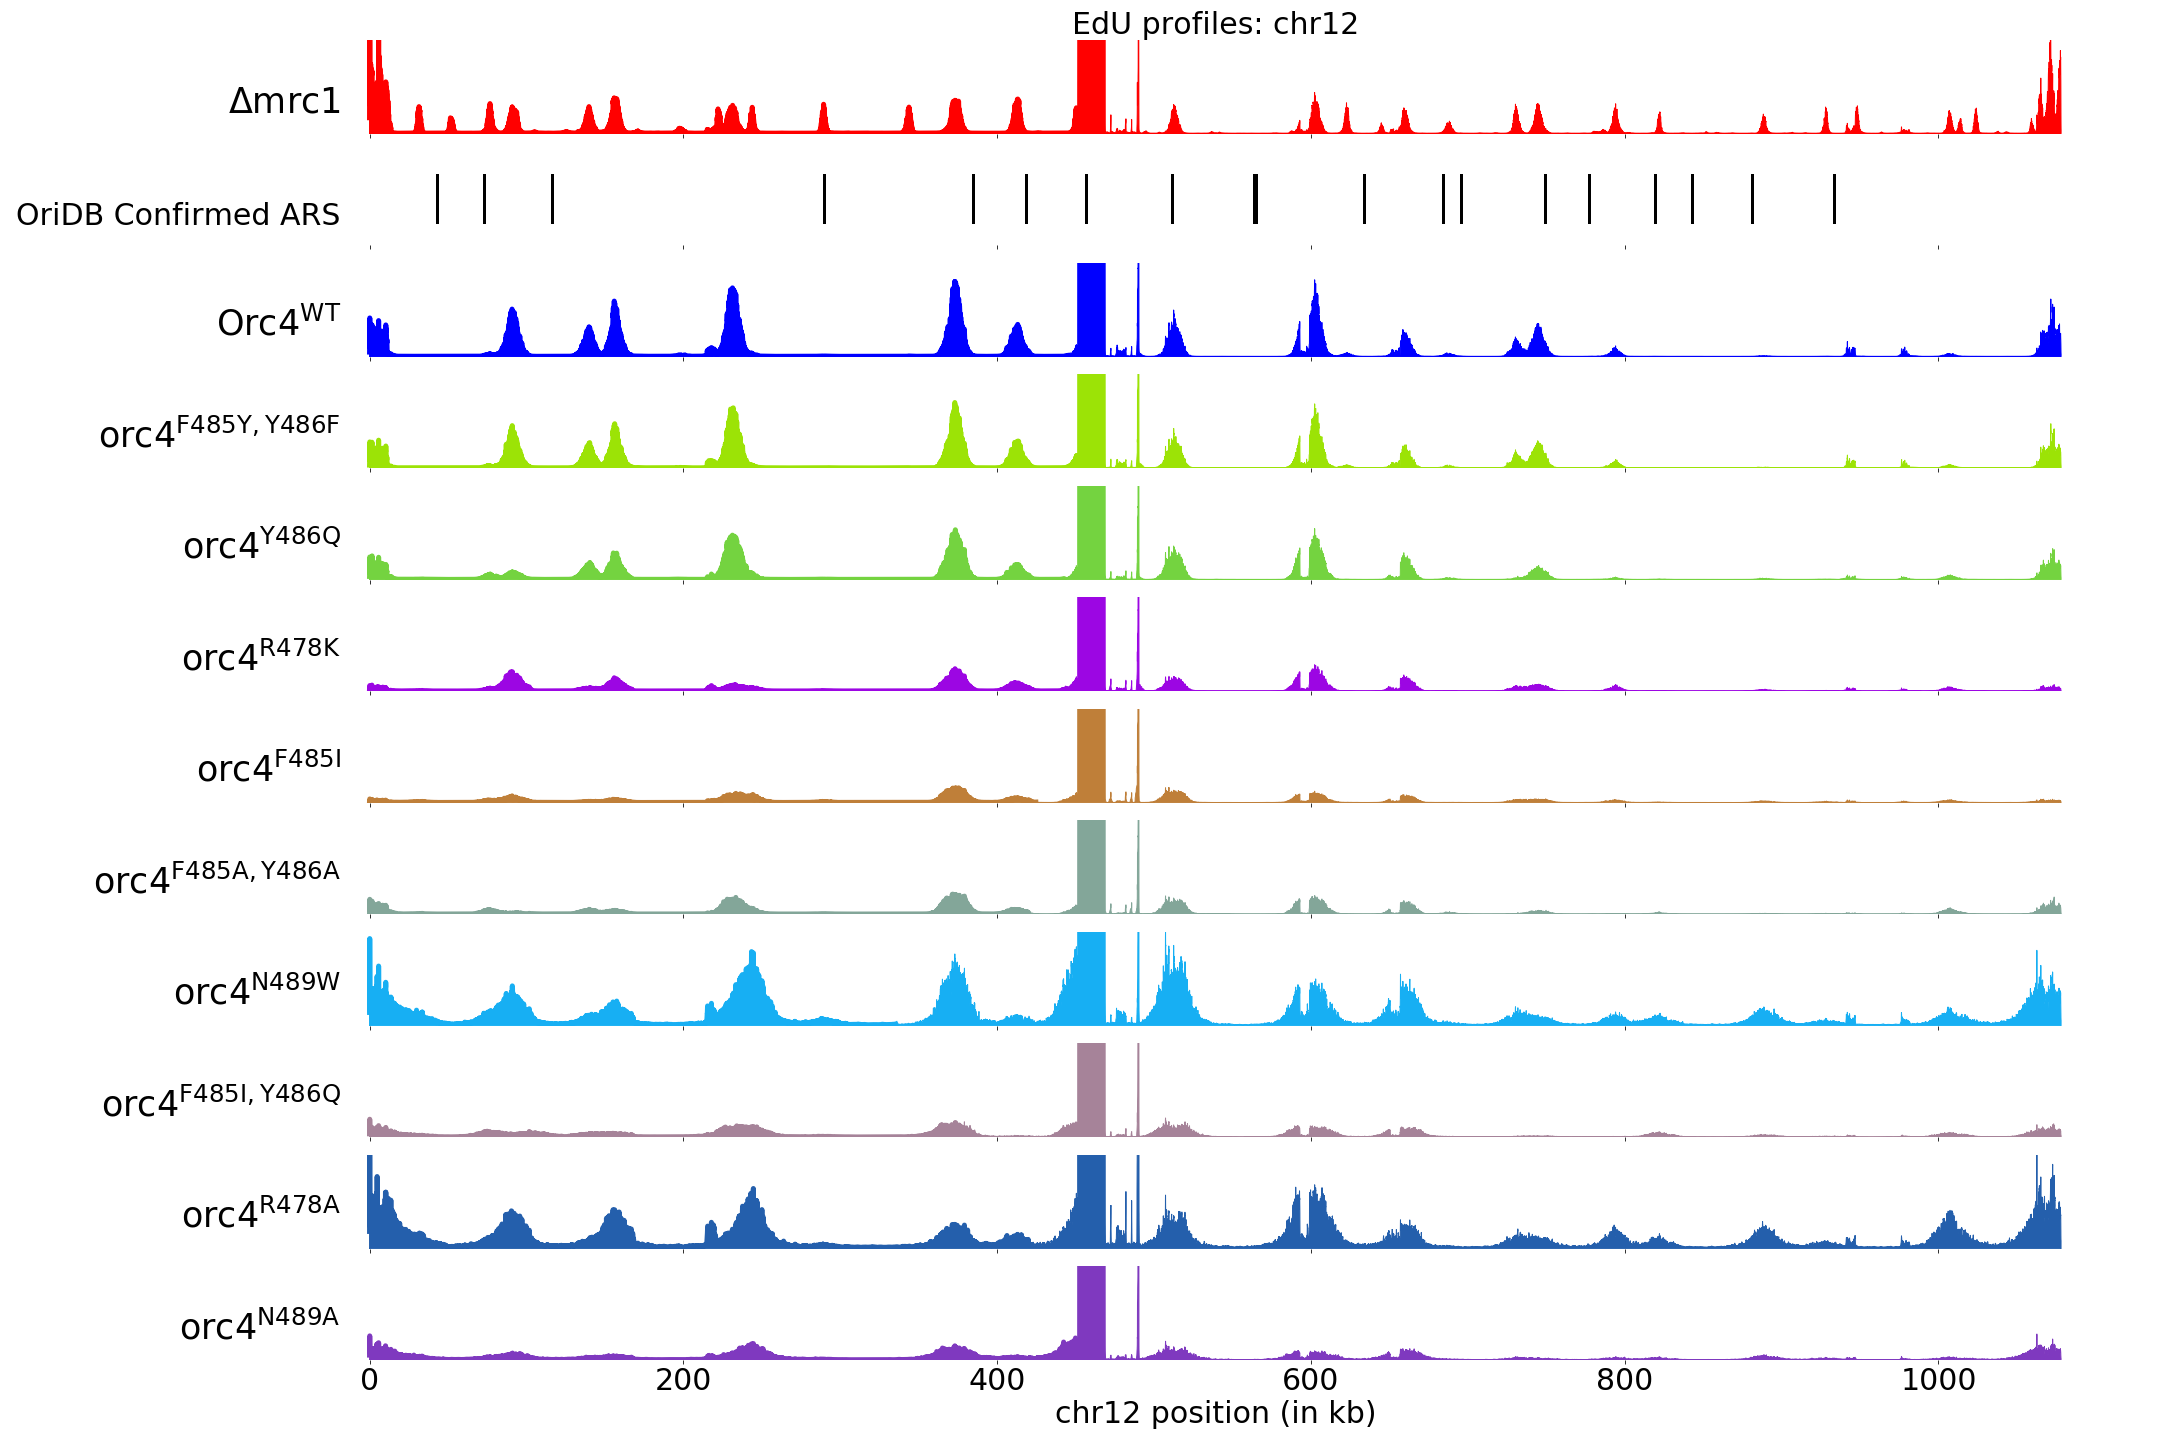 EdU profiles: chr12
Δmrc1
OriDB Confirmed ARS
Orc4WT
orc4F485Y, Y486F
orc4Y486Q
orc4R478K
orc4F485I
orc4F485A, Y486A
orc4N489W
orc4F485I, Y486Q
orc4R478A
orc4N489A
0 200 400 600 800 1000
chr12 position (in kb)